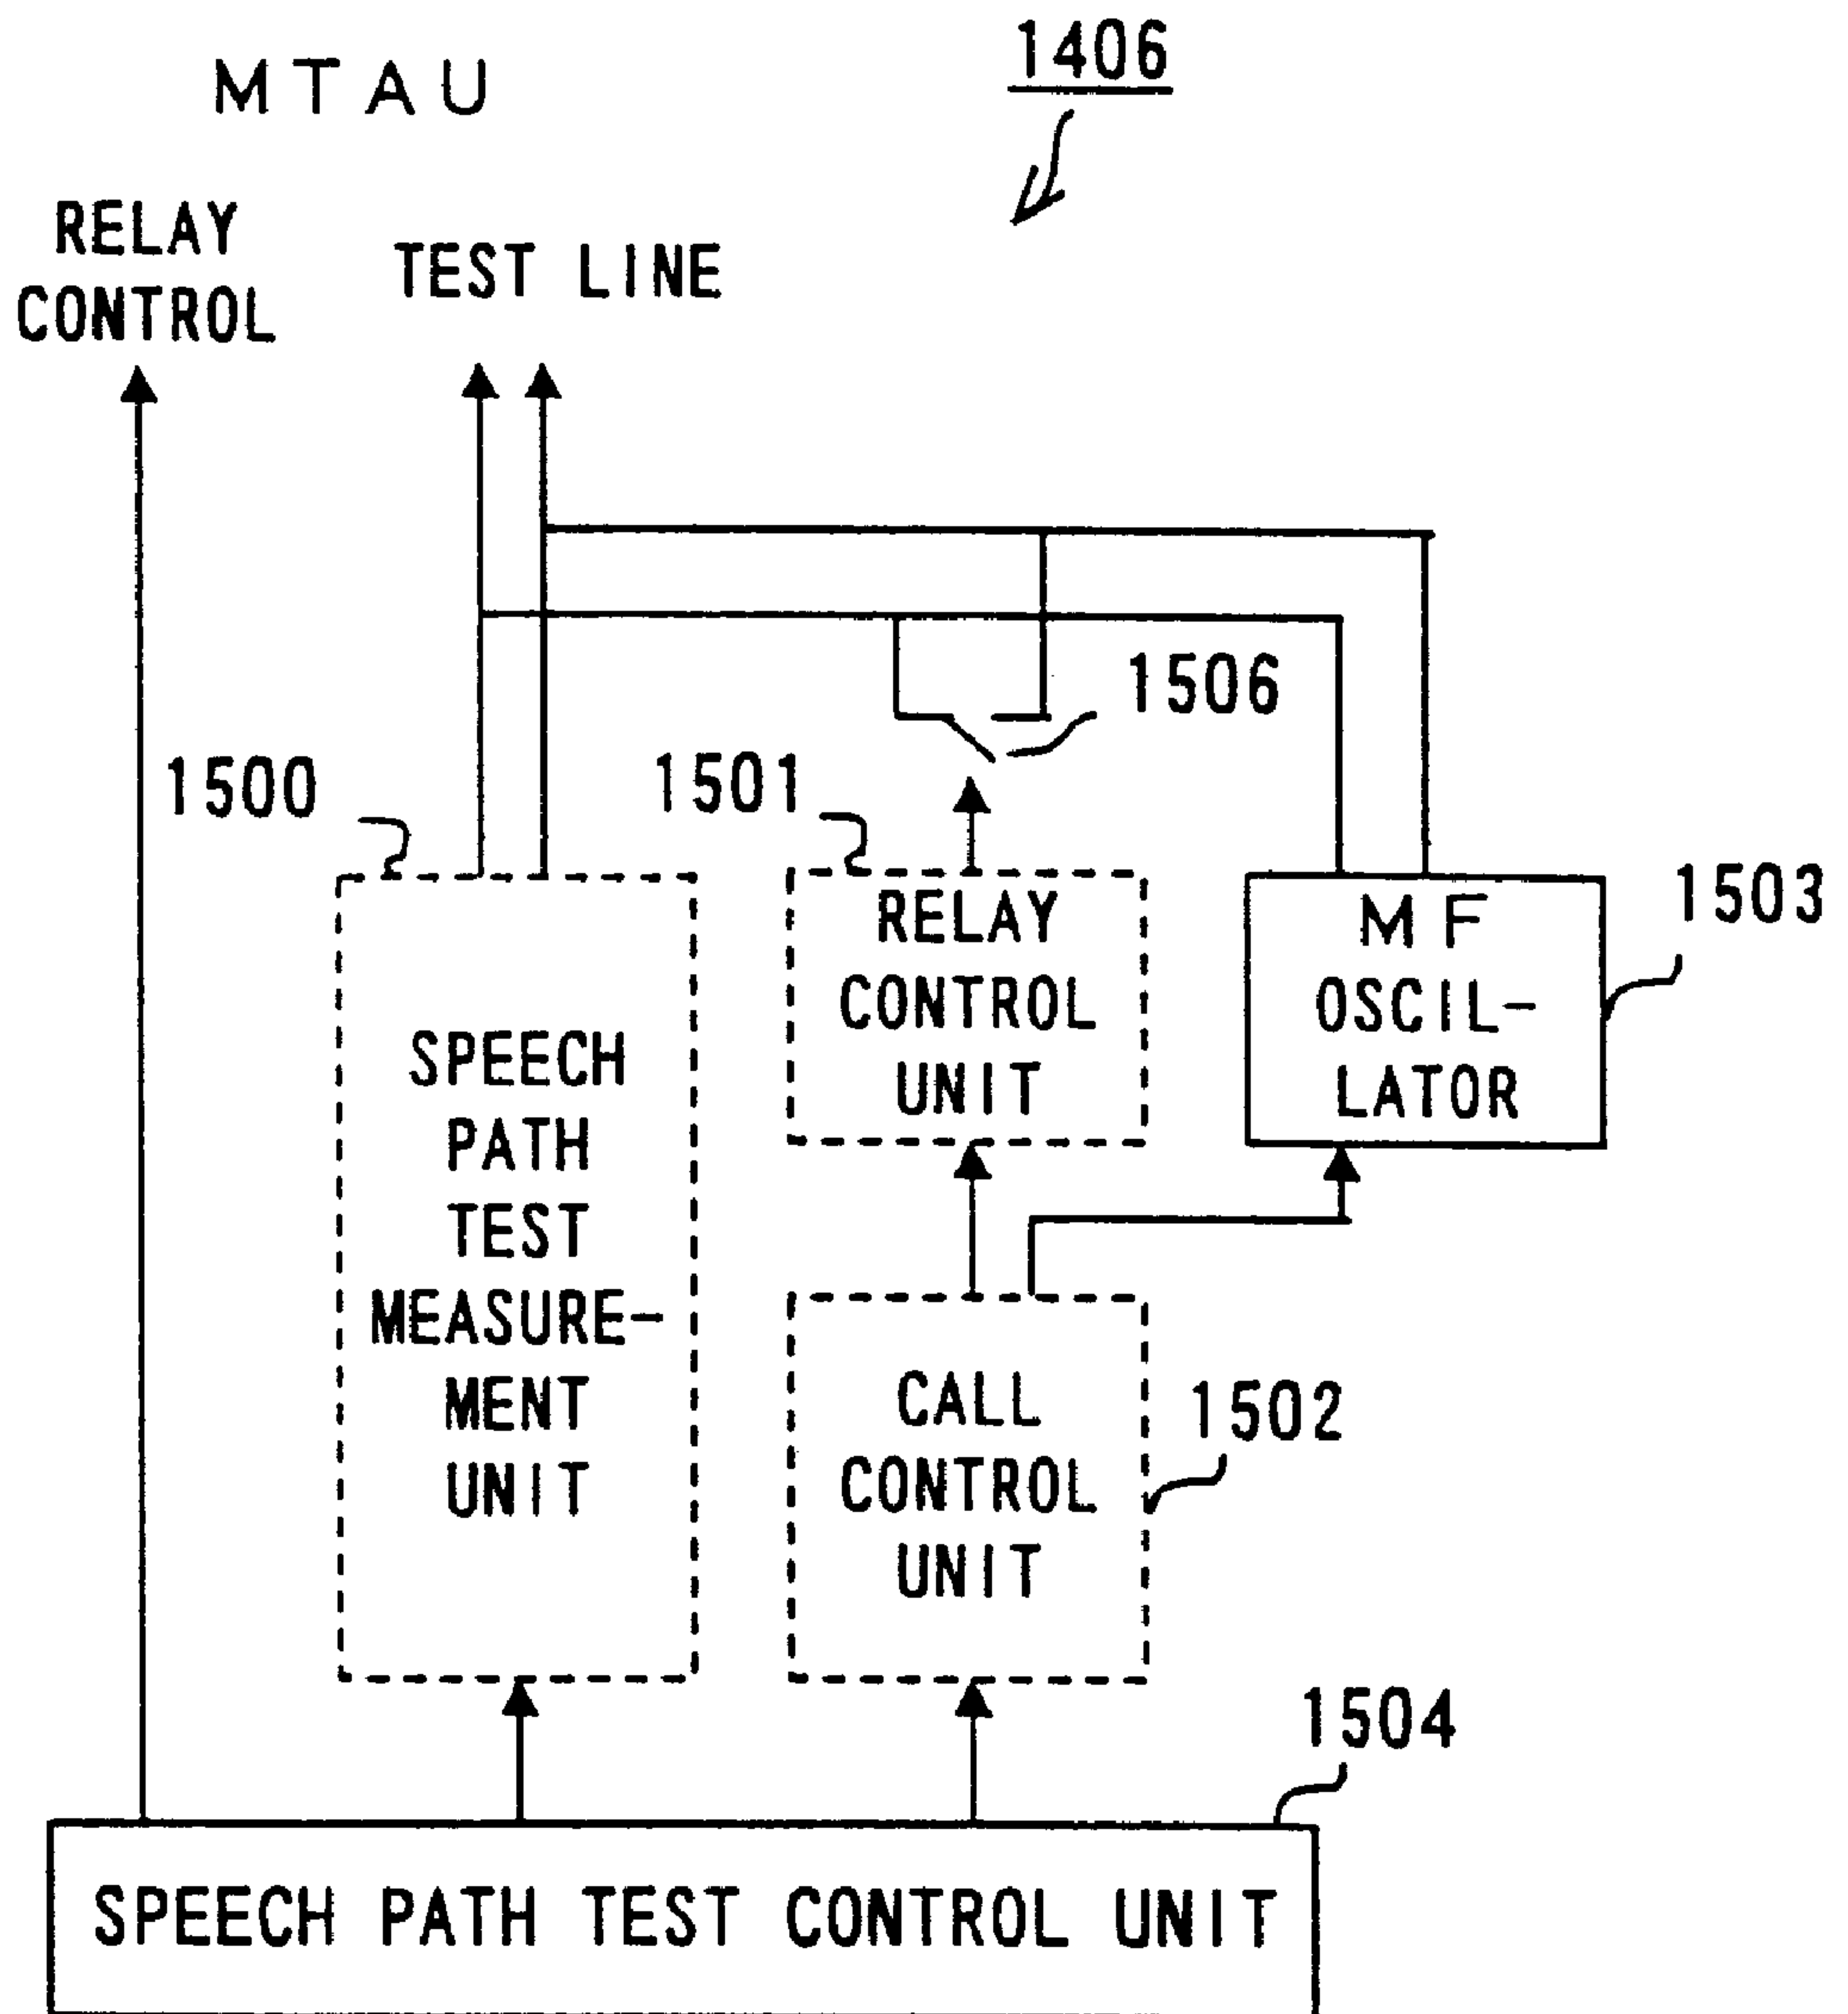 MTAU
1406
RELAY
CONTROL
TEST LINE
1506
1500
1501
1503
RELAY
CONTROL
UNIT
MF
OSCIL-
LATOR
SPEECH
PATH
TEST
MEASURE-
MENT
UNIT
CALL
CONTROL
UNIT
1502
1504
SPEECH PATH TEST CONTROL UNIT